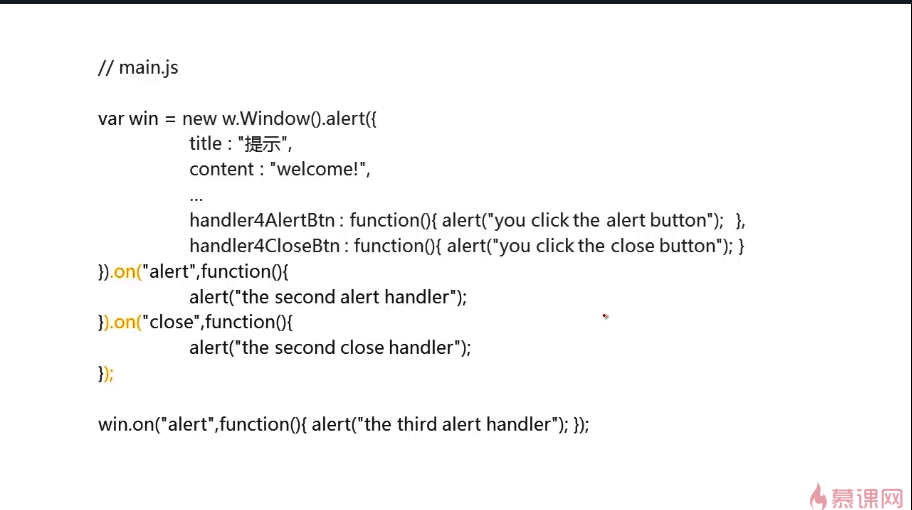 // main.js
var win = new w.Window().alert({
title : "提示",
content : "welcome!",
...
handler4AlertBtn : function(){ alert("you click the alert button");  },
handler4CloseBtn : function(){ alert("you click the close button"); }
}).on("alert",function(){
alert("the second alert handler");
}).on("close",function(){
alert("the second close handler");
});
win.on("alert",function(){ alert("the third alert handler"); });
慕课网